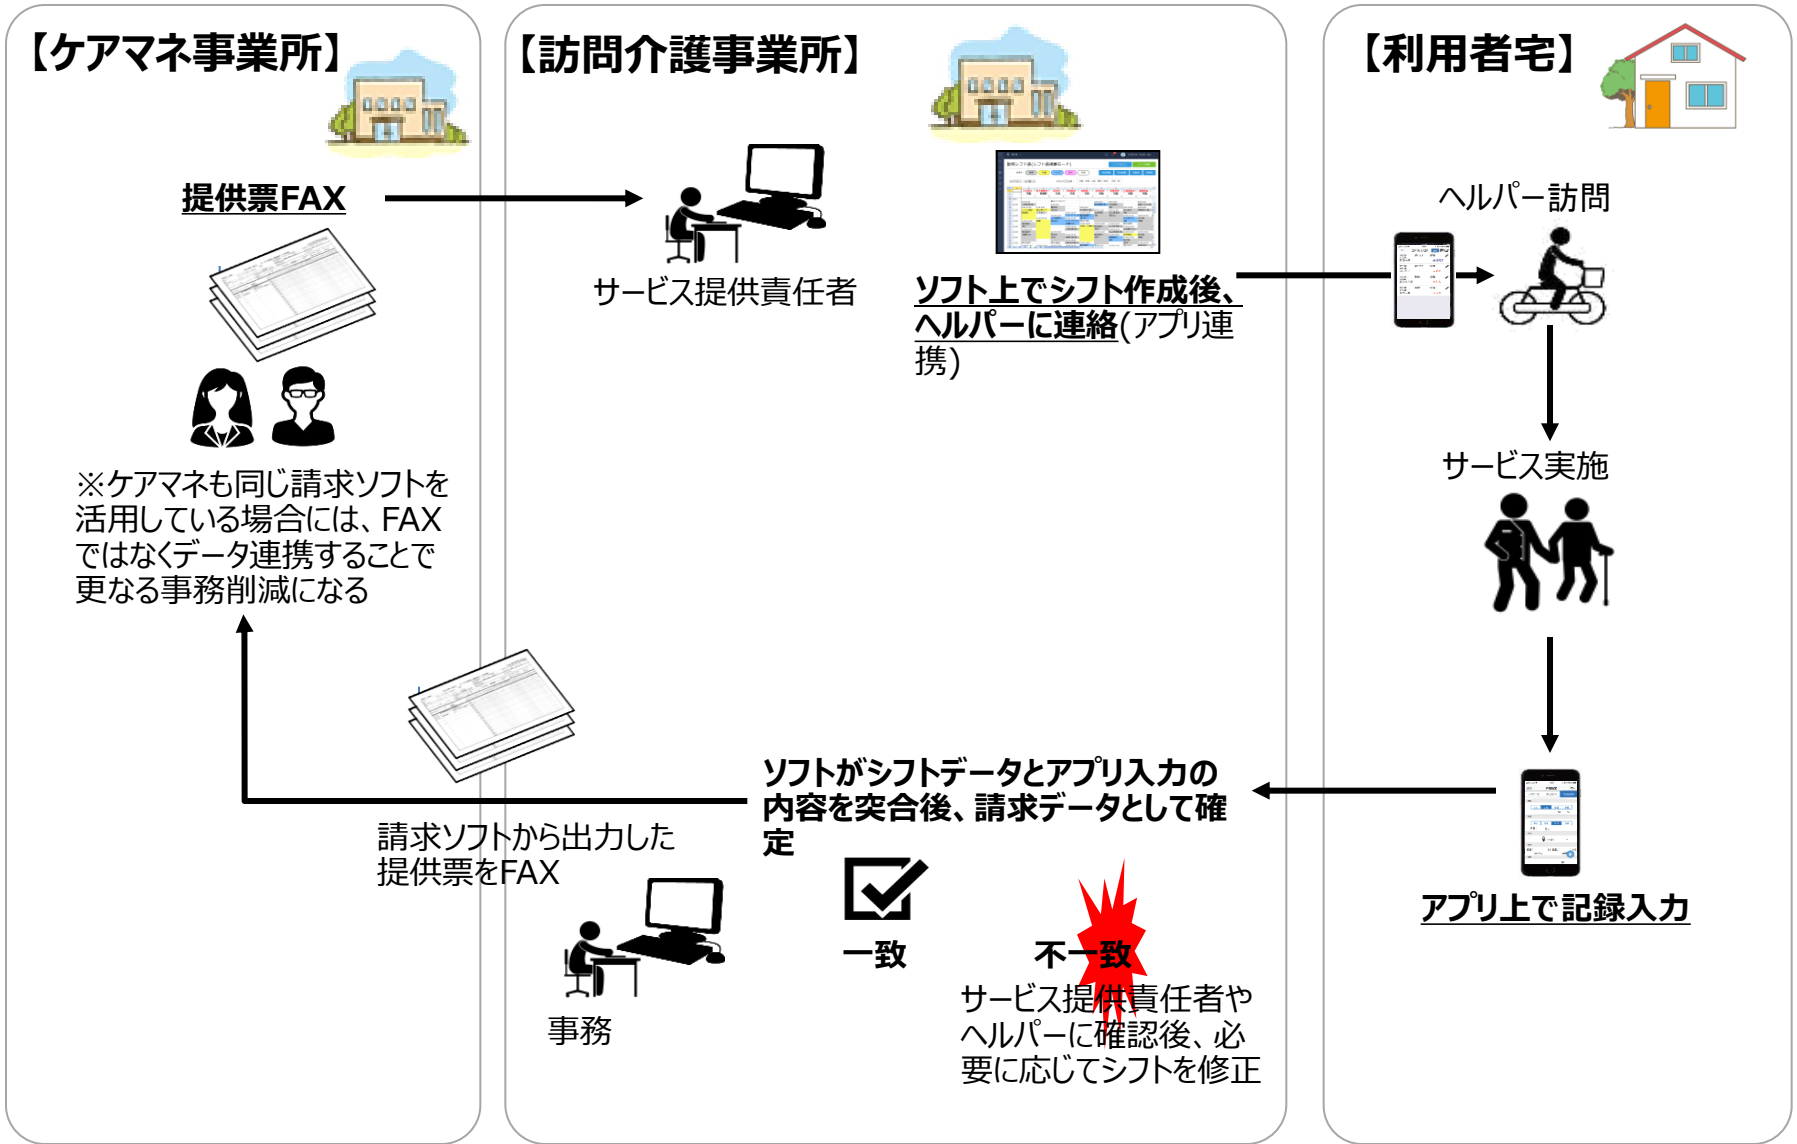 【ケアマネ事業所】
【訪問介護事業所】
【利用者宅】
提供票FAX
サービス提供責任者
ソフト上でシフト作成後、
ヘルパーに連絡(アプリ連
携)
ヘルパー訪問
サービス実施
※ケアマネも同じ請求ソフトを
活用している場合には、FAX
ではなくデータ連携することで
更なる事務削減になる
アプリ上で記録入力
ソフトがシフトデータとアプリ入力の
内容を突合後、請求データとして確
定
請求ソフトから出力した
提供票をFAX
事務
一致
不一致
サービス提供責任者や
ヘルパーに確認後、必
要に応じてシフトを修正